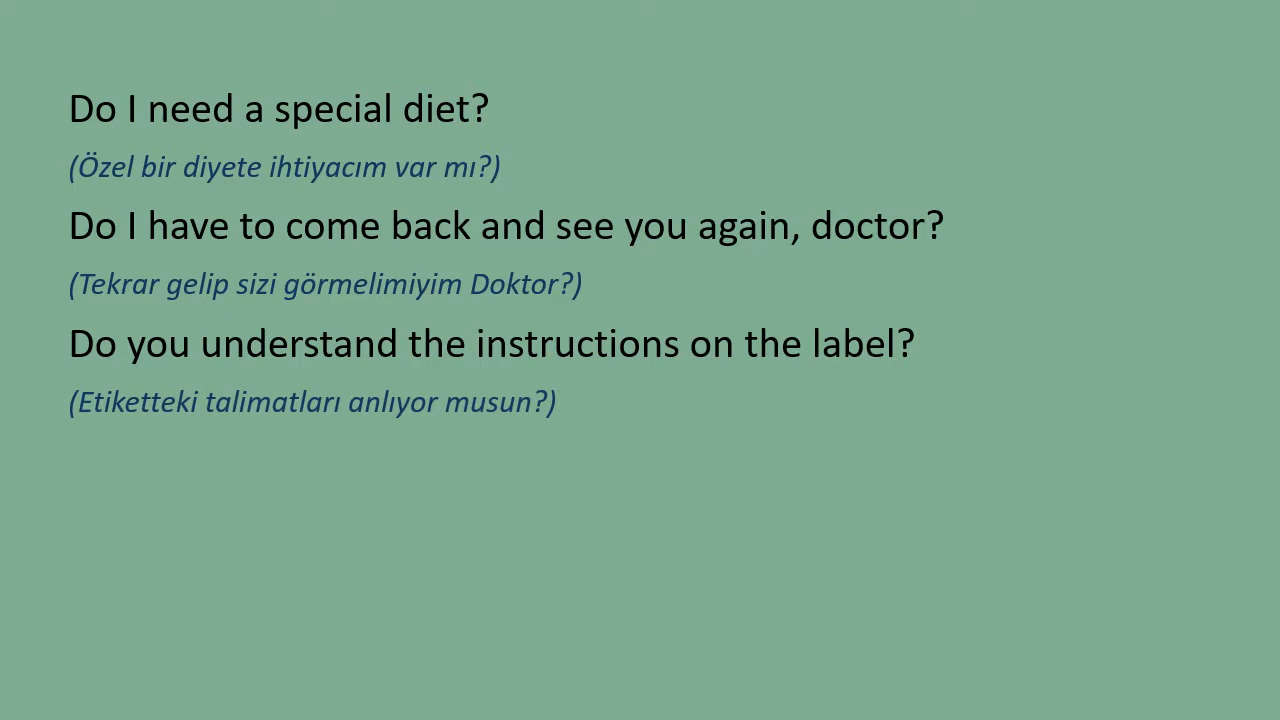 Do I need a special diet?
(Özel bir diyete ihtiyacım var mı?)
Do I have to come back and see you again, doctor?
(Tekrar gelip sizi görmelimiyim Doktor?)
Do you understand the instructions on the label?
(Etiketteki talimatları anlıyor musun?)